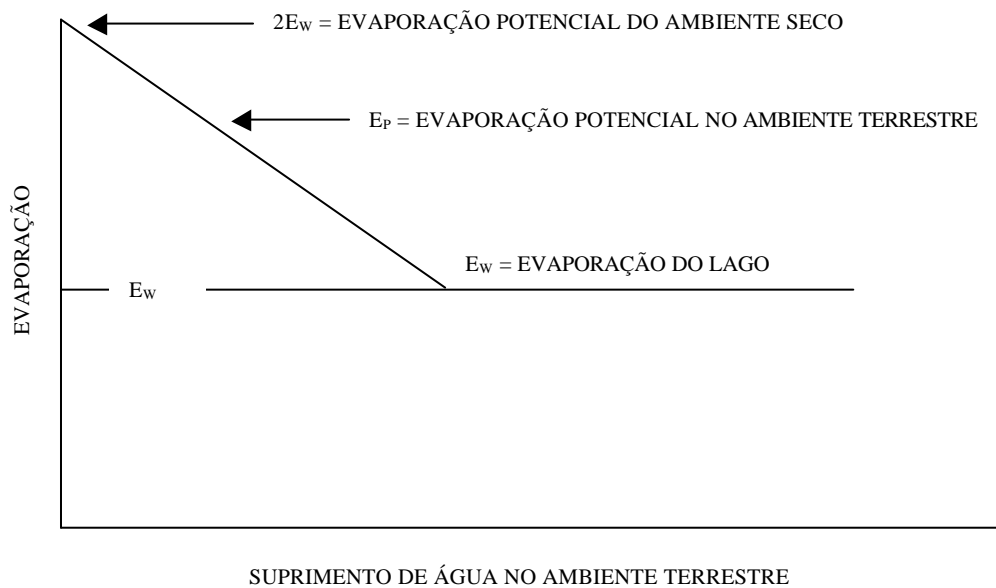 2EW = EVAPORAÇÃO POTENCIAL DO AMBIENTE SECO
EP = EVAPORAÇÃO POTENCIAL NO AMBIENTE TERRESTRE
EVAPORAÇÃO
EW = EVAPORAÇÃO DO LAGO
EW
SUPRIMENTO DE ÁGUA NO AMBIENTE TERRESTRE